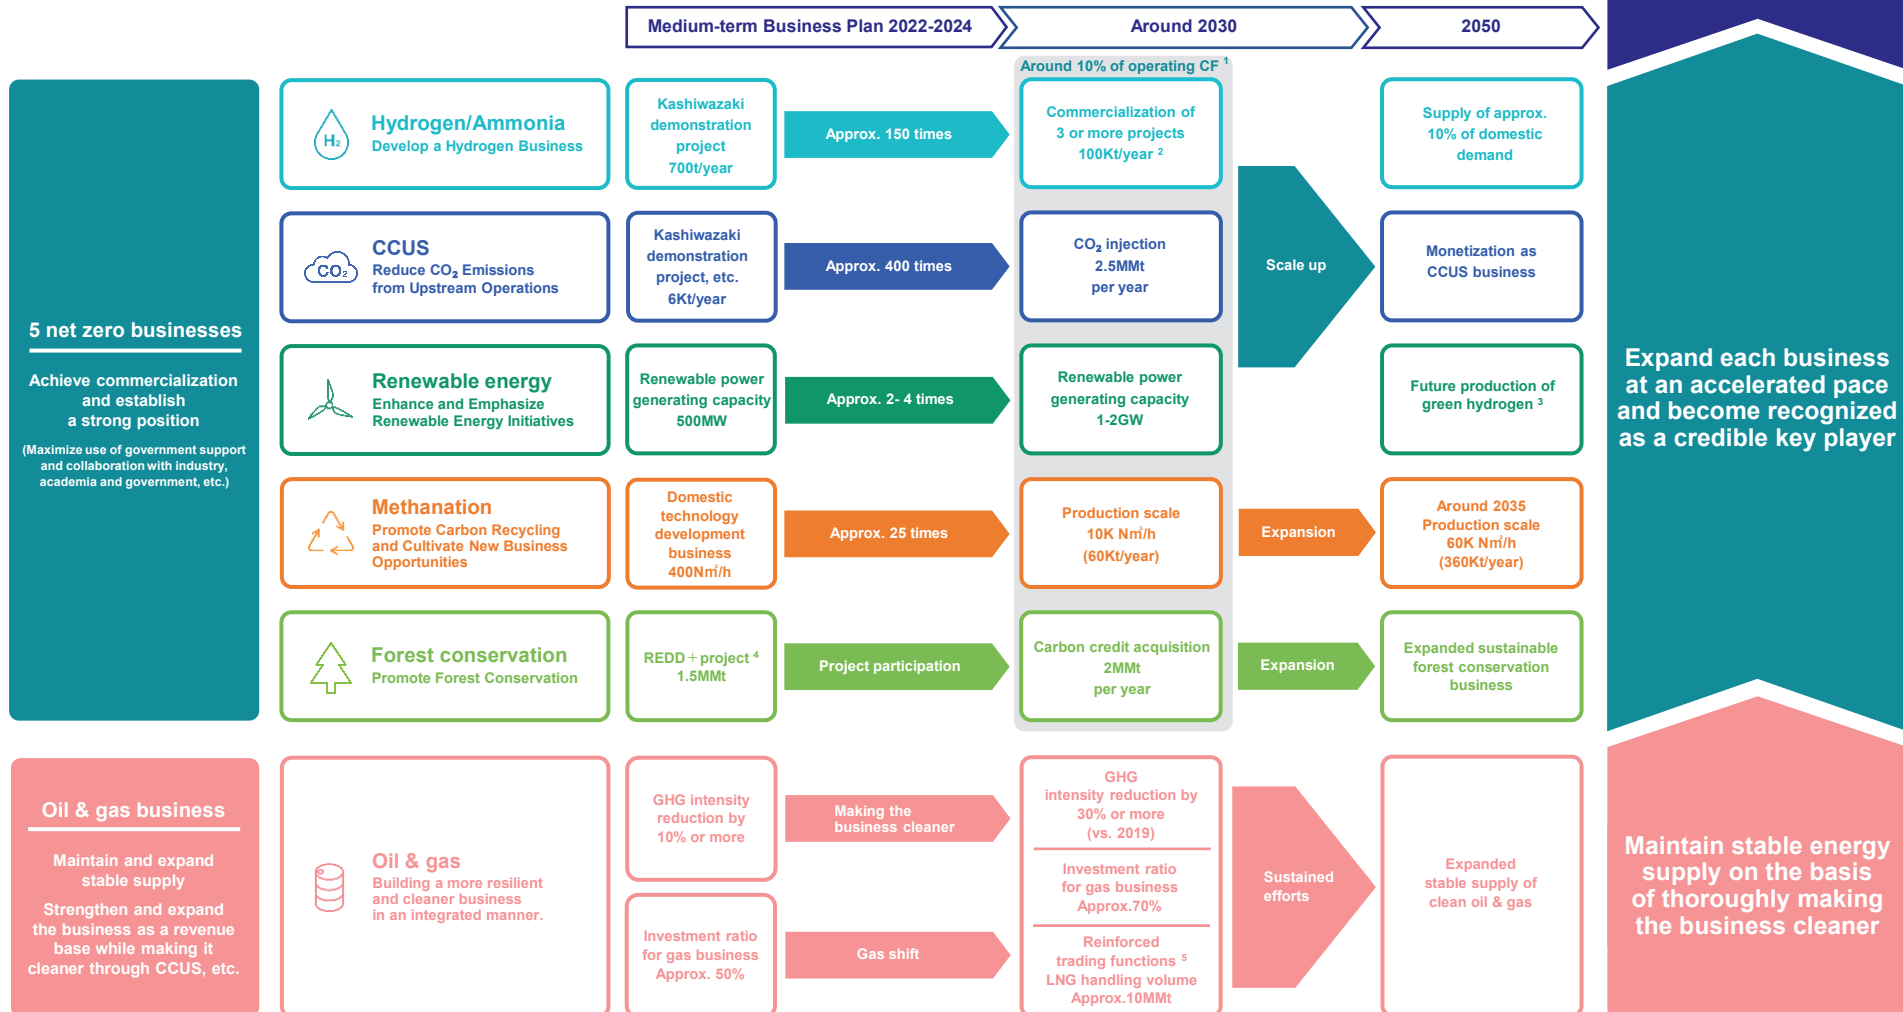 Medium-term Business Plan 2022-2024
Around 2030
2050
5 net zero businesses
Achieve commercialization
and establish
a strong position
(Maximize use of government support
and collaboration with industry,
academia and government, etc.)
Around 10% of operating CF 1
H2
Hydrogen/Ammonia
Develop a Hydrogen Business
Kashiwazaki
demonstration
project
700t/year
Approx. 150 times
Commercialization of
3 or more projects
100Kt/year 2
Supply of approx.
10% of domestic
demand
CO2
CCUS
Reduce CO₂ Emissions
from Upstream Operations
Kashiwazaki
demonstration
project, etc.
6Kt/year
Approx. 400 times
CO₂ injection
2.5MMt
per year
Scale up
Monetization as
CCUS business
Renewable energy
Enhance and Emphasize
Renewable Energy Initiatives
Renewable power
generating capacity
500MW
Approx. 2- 4 times
Renewable power
generating capacity
1-2GW
Future production of
green hydrogen 3
Methanation
Promote Carbon Recycling
and Cultivate New Business
Opportunities
Domestic
technology
development
business
400Nm³/h
Approx. 25 times
Production scale
10K Nm³/h
(60Kt/year)
Expansion
Around 2035
Production scale
60K Nm³/h
(360Kt/year)
Forest conservation
Promote Forest Conservation
REDD＋project 4
1.5MMt
Project participation
Carbon credit acquisition
2MMt
per year
Expansion
Expanded sustainable
forest conservation
business
Expand each business
at an accelerated pace
and become recognized
as a credible key player
Oil & gas business
Maintain and expand
stable supply
Strengthen and expand
the business as a revenue
base while making it
cleaner through CCUS, etc.
Oil & gas
Building a more resilient
and cleaner business
in an integrated manner.
GHG intensity
reduction by
10% or more
Making the
business cleaner
GHG
intensity reduction by
30% or more
(vs. 2019)
Investment ratio
for gas business
Approx. 50%
Gas shift
Investment ratio
for gas business
Approx.70%
Reinforced
trading functions 5
LNG handling volume
Approx.10MMt
Sustained
efforts
Expanded
stable supply of
clean oil & gas
Maintain stable energy
supply on the basis
of thoroughly making
the business cleaner